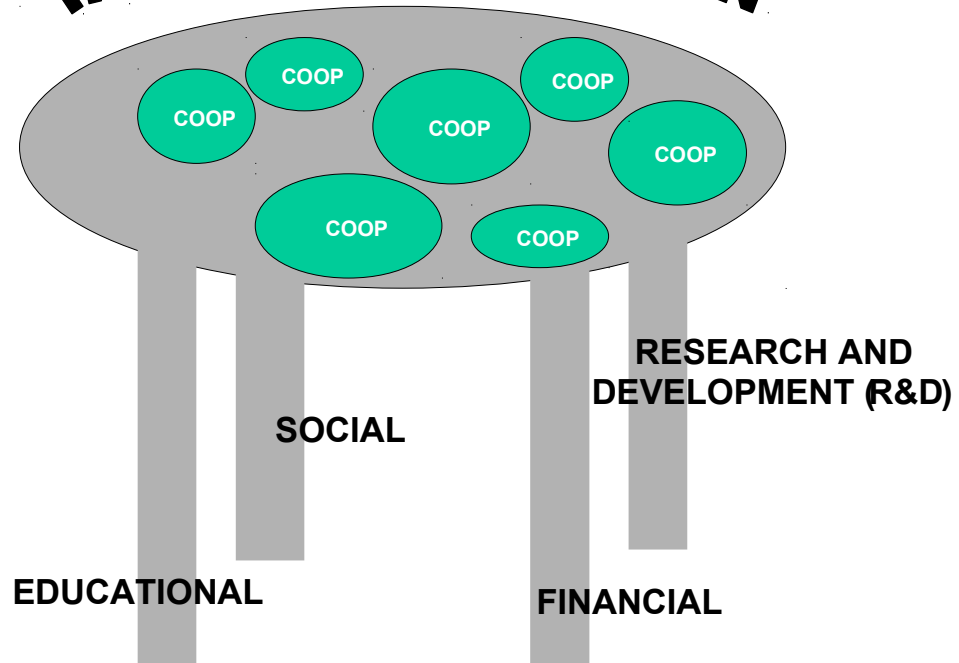 COOP
COOP
COOP
COOP
COOP
COOP
COOP
RESEARCH AND
DEVELOPMENT (R&D)
SOCIAL
EDUCATIONAL
FINANCIAL